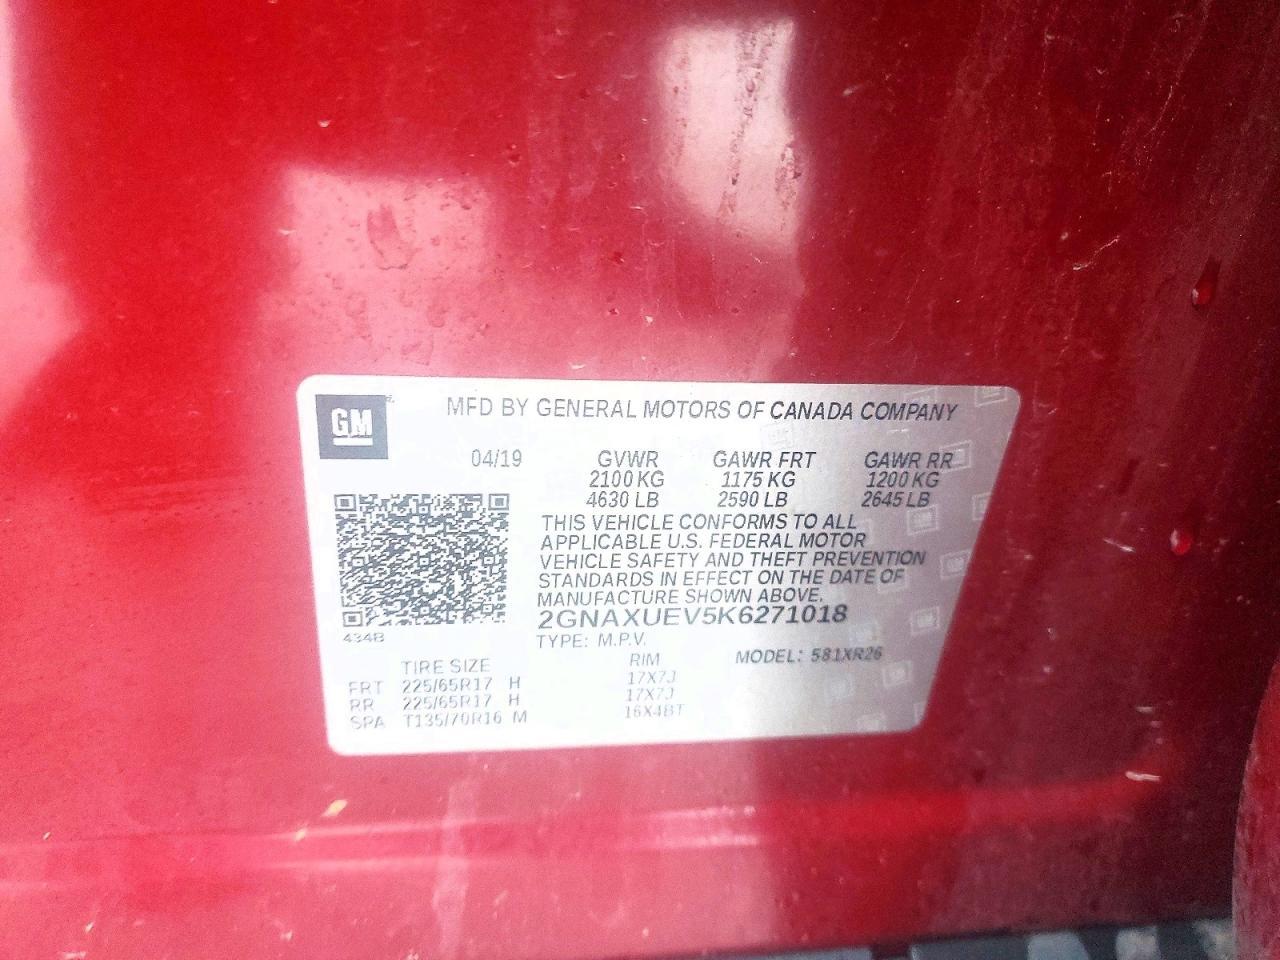 GM
MFD BY GENERAL MOTORS OF CANADA COMPANY
04/19 GVWR GAWR FRT GAWR RR
2100 KG 1175 KG 1200 KG
4630 LB 2590 LB 2645 LB
THIS VEHICLE CONFORMS TO ALL
APPLICABLE U.S. FEDERAL MOTOR
VEHICLE SAFETY AND THEFT PREVENTION
STANDARDS IN EFFECT ON THE DATE OF
MANUFACTURE SHOWN ABOVE.
2GNAXUEV5K6271018
434B
TYPE: M.P.V. MODEL: 581XR26
TIRE SIZE RIM
FRT 225/65R17 H 17X7J
RR 225/65R17 H 17X7J
SPA T135/70R16 M 16X4BT